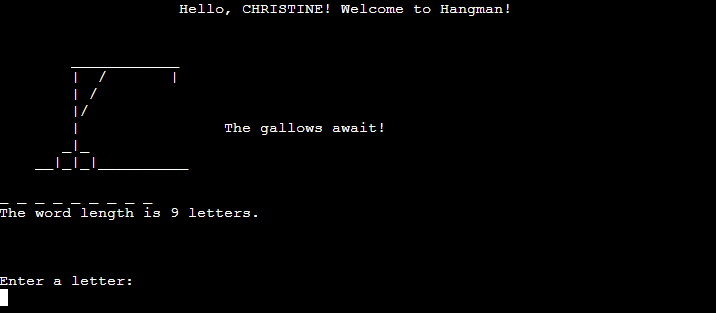 Hello, CHRISTINE! Welcome to Hangman!
The gallows await!
_ _ _ _ _ _ _ _ _
The word length is 9 letters.
Enter a letter: